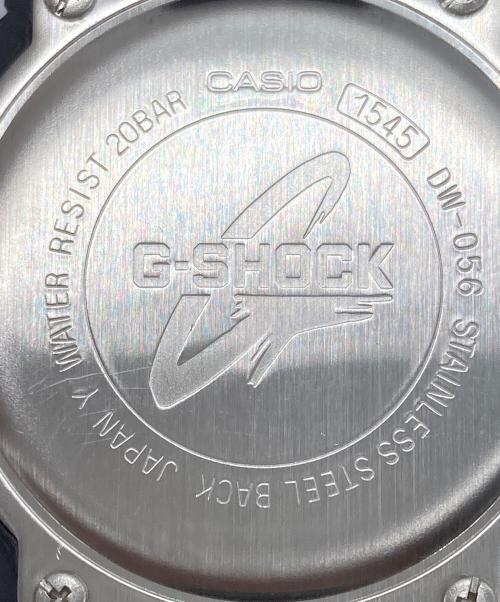 CASIO
1545
DW-056 STAINLESS STEEL BACK JAPAN Y WATER RESIST 20BAR
G-SHOCK